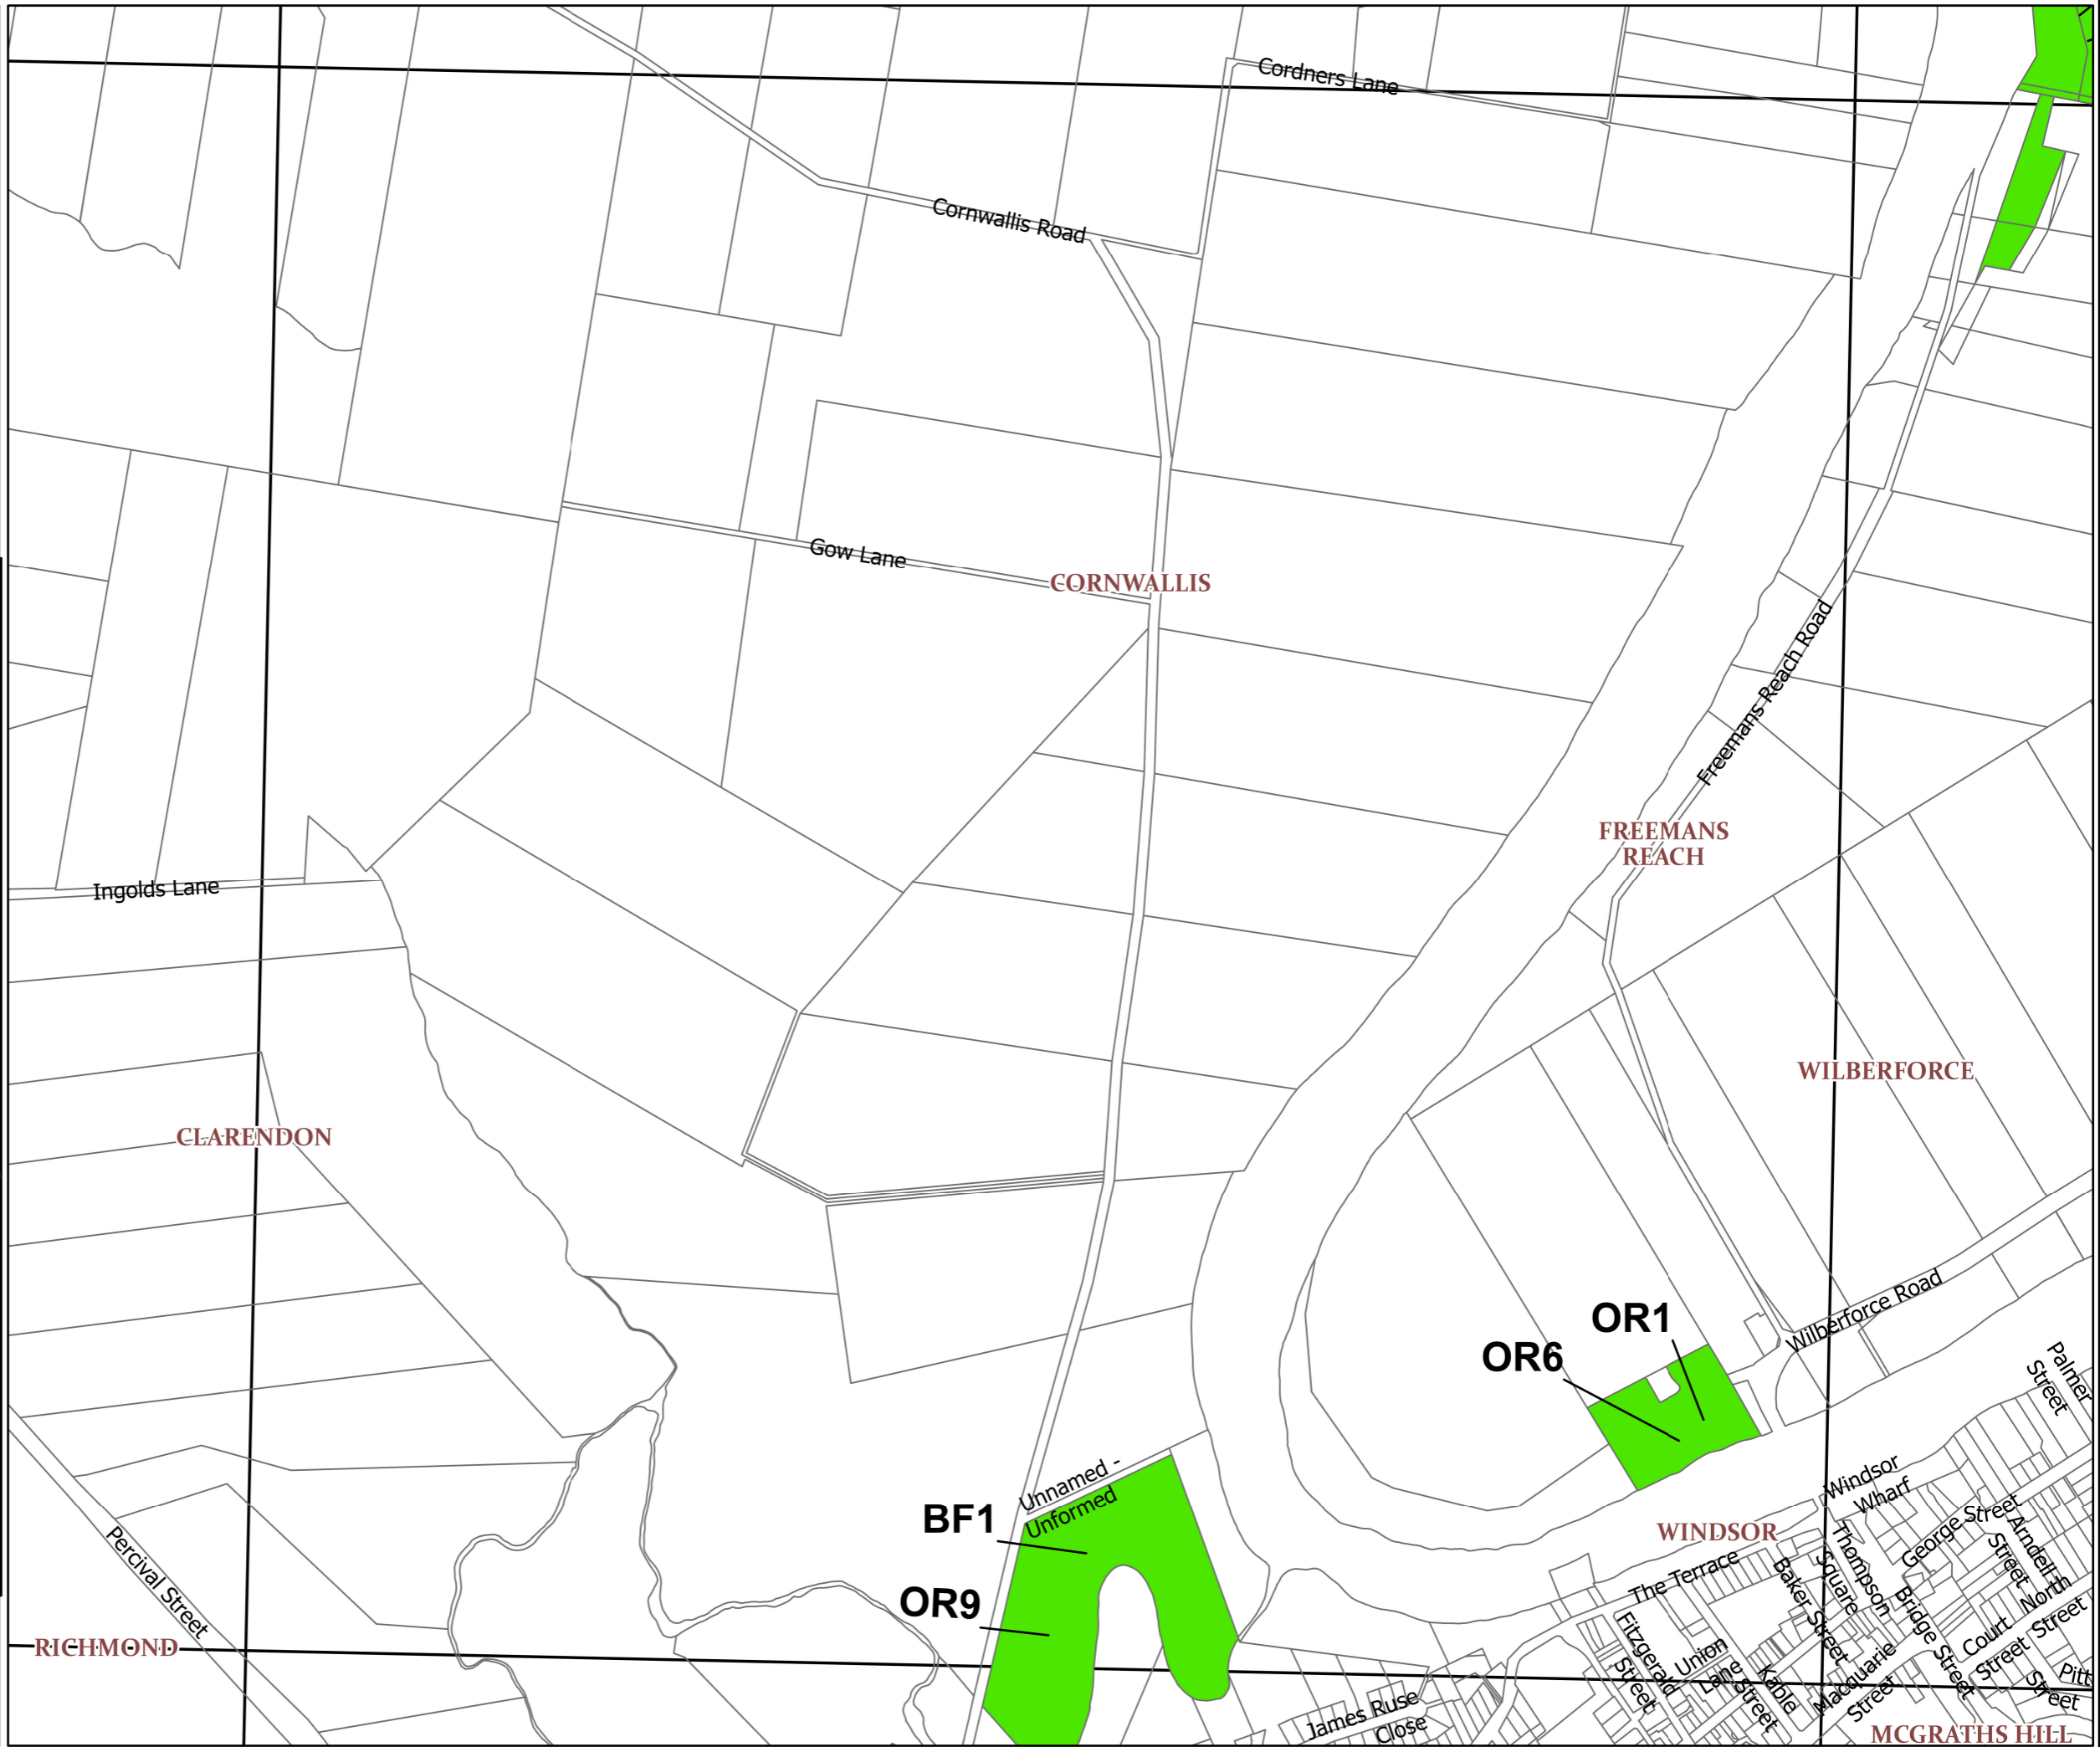 Cordners Lane
Cornwallis Road
Gow Lane
CORNWALLIS
Freemans Reach Road
FREEMANS
REACH
Ingolds Lane
WILBERFORCE
CLARENDON
Wilberforce Road
OR1
OR6
Palmer
Street
Unnamed -
Unformed
BF1
OR9
Windsor
Wharf
WINDSOR
George Street
Arndell
Street
The Terrace
Thompson
Square
Baker Street
Bridge Street
North
Street
Court
Street
Percival Street
RICHMOND
Fitzgerald
Street
Union
Lane
Kable
Street
Macquarie
Street
Pitt
Street
James Ruse
Close
MCGRATHS HILL